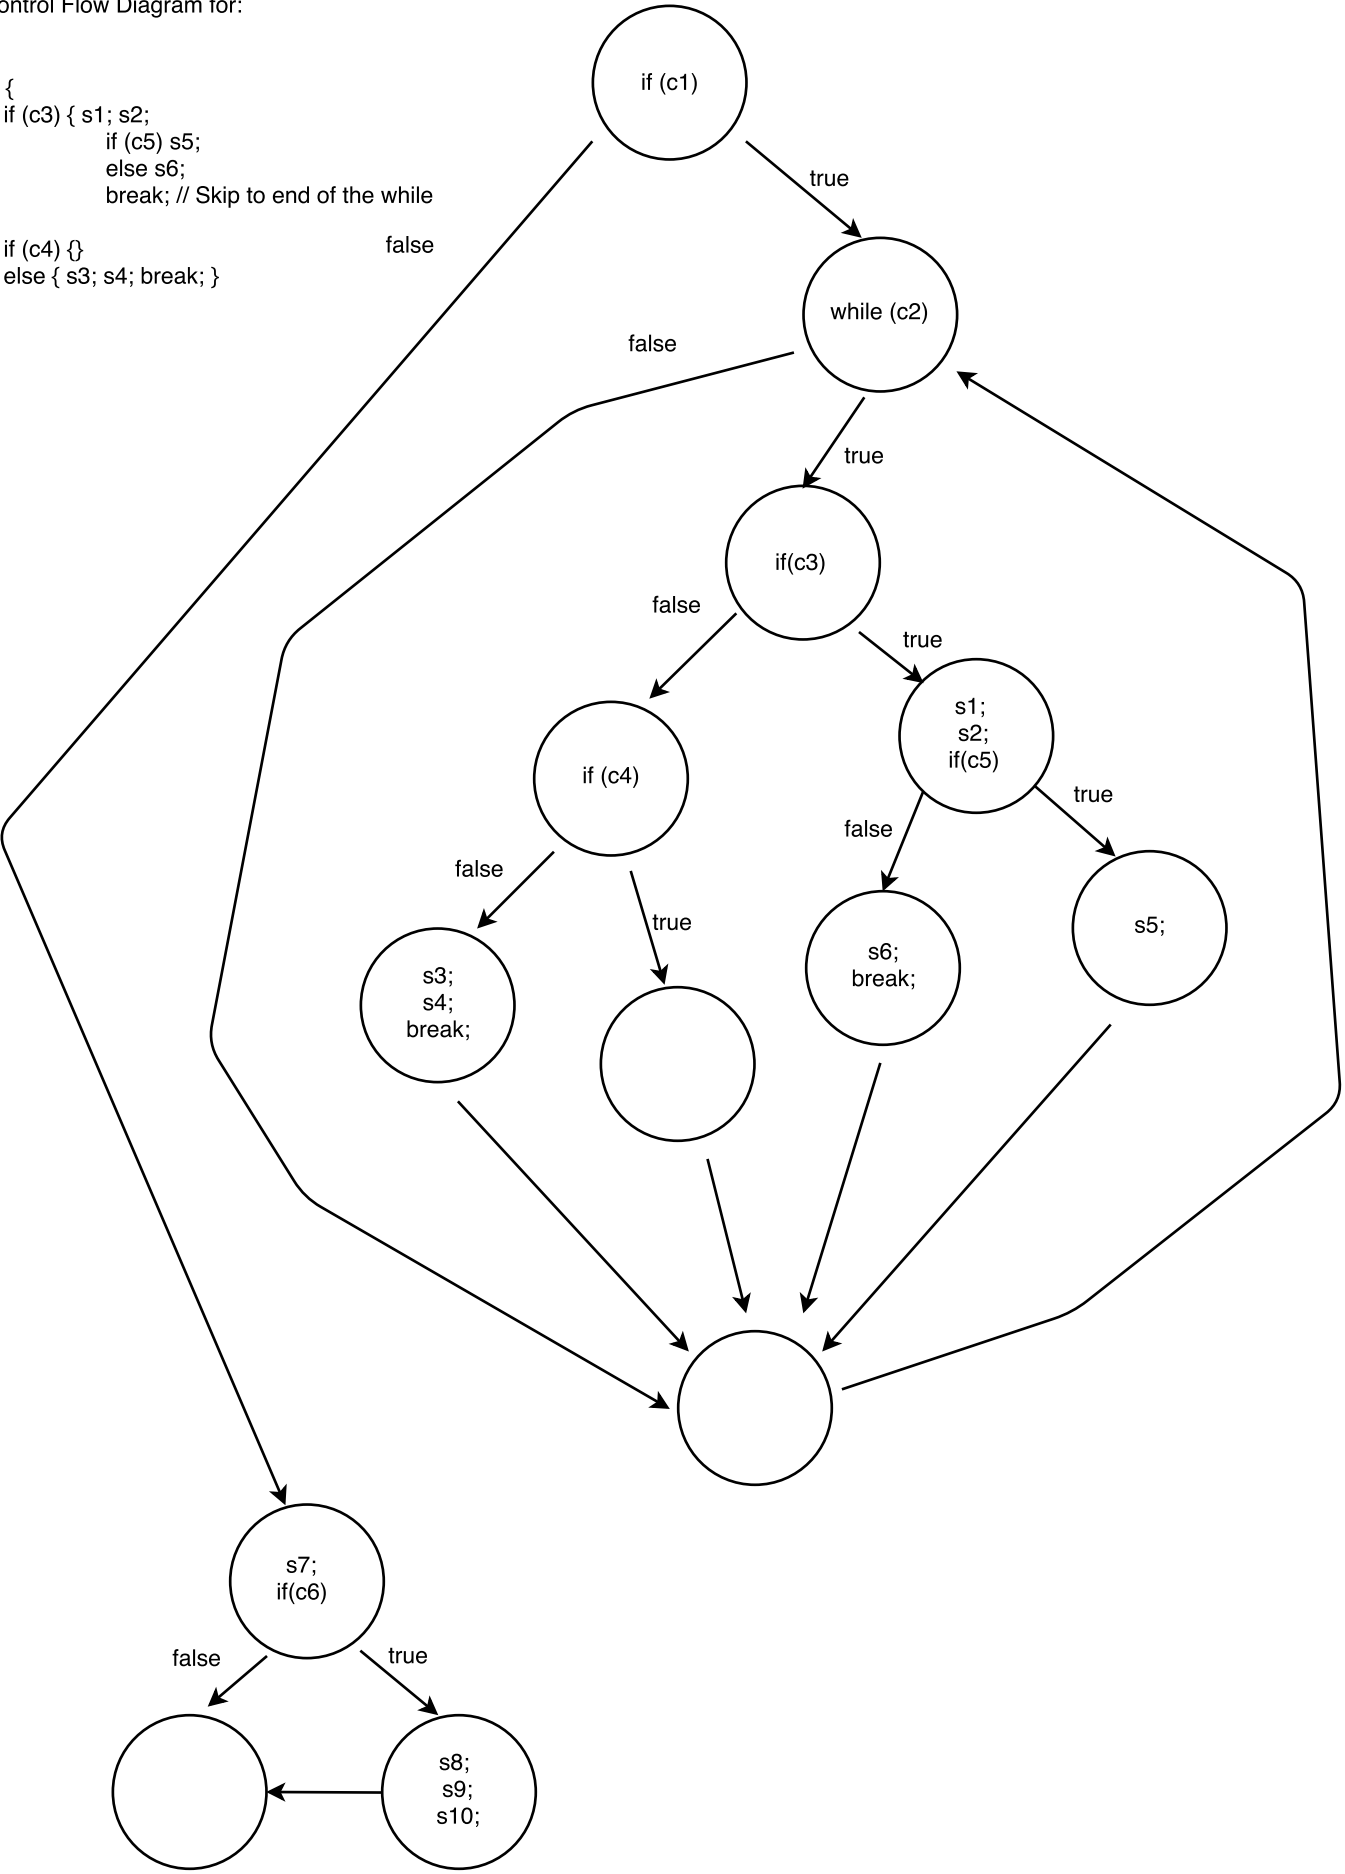 ontrol Flow Diagram for:
{
if (c3) { s1; s2;
if (c5) s5;
else s6;
break; // Skip to end of the while
if (c4) {}
else { s3; s4; break; }
if (c1)
true
false
while (c2)
false
true
if(c3)
false
true
s1;
s2;
if(c5)
if (c4)
true
false
false
true
s5;
s6;
break;
s3;
s4;
break;
s7;
if(c6)
false
true
s8;
s9;
s10;